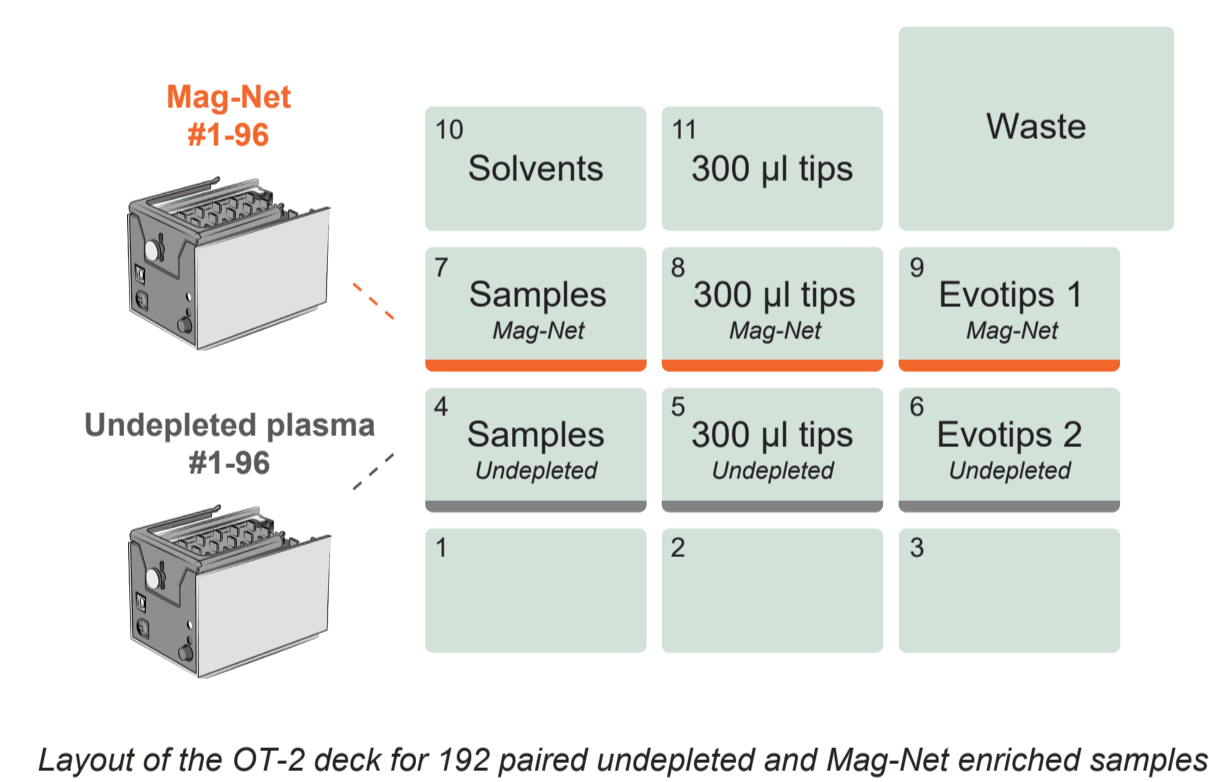 Mag-Net
#1-96
Undepleted plasma
#1-96
10
Solvents
11
300 µl tips
Waste
7
Samples
Mag-Net
8
300 µl tips
Mag-Net
9
Evotips 1
Mag-Net
4
Samples
Undepleted
5
300 µl tips
Undepleted
6
Evotips 2
Undepleted
1
2
3
Layout of the OT-2 deck for 192 paired undepleted and Mag-Net enriched samples